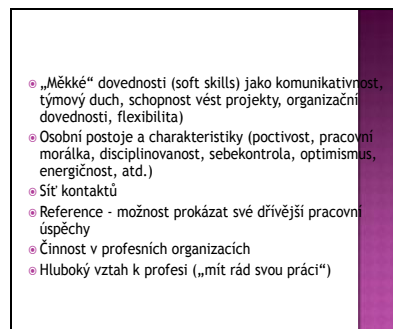 „Měkké“ dovednosti (soft skills) jako komunikativnost,
týmový duch, schopnost vést projekty, organizační
dovednosti, flexibilita)
Osobní postoje a charakteristiky (poctivost, pracovní
morálka, disciplinovanost, sebekontrola, optimismus,
energičnost, atd.)
Síť kontaktů
Reference - možnost prokázat své dřívější pracovní
úspěchy
Činnost v profesních organizacích
Hluboký vztah k profesi („mít rád svou práci“)